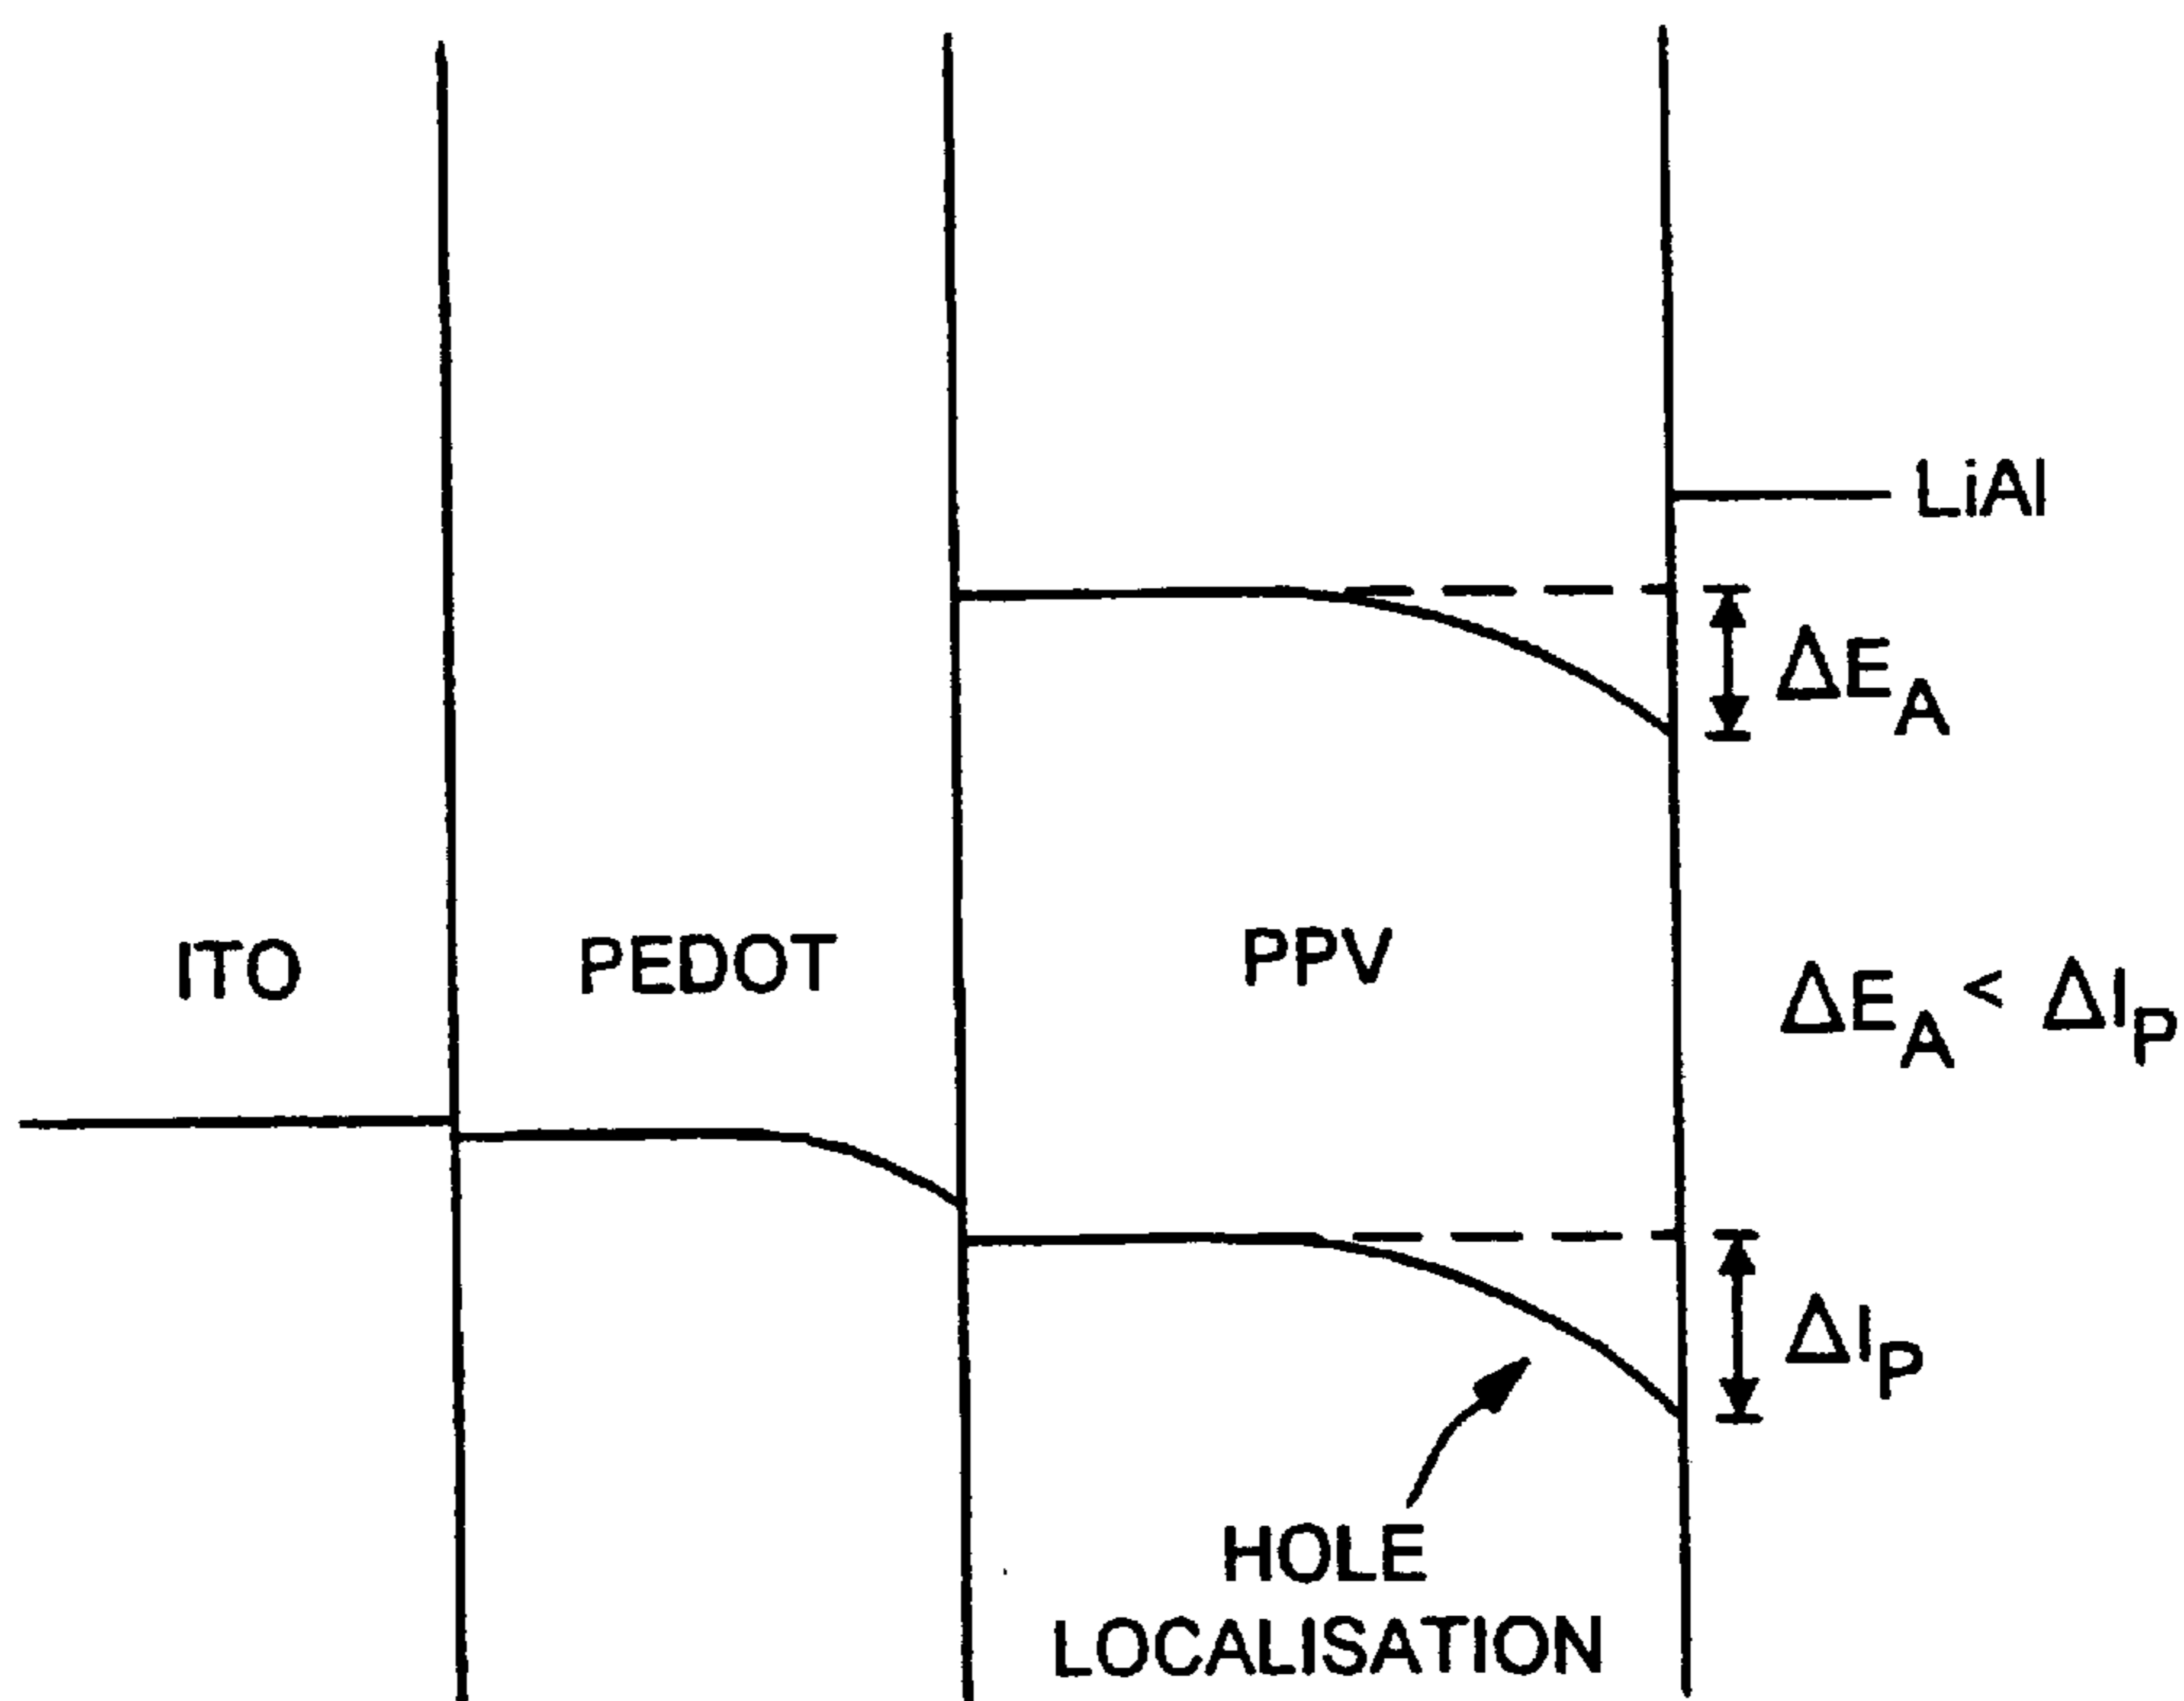 LiAl
ΔE_A
ITO
PEDOT
PPV
ΔE_A < ΔI_P
ΔI_P
HOLE
LOCALISATION